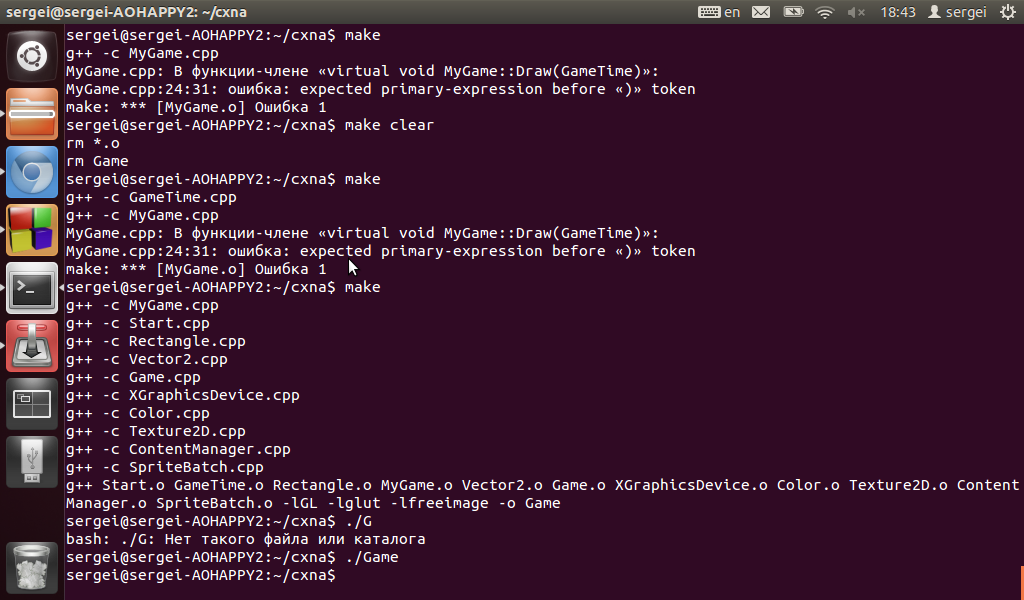 sergei@sergei-AOHAPPY2: ~/cxna
en
18:43
sergei
sergei@sergei-AOHAPPY2:~/cxna$ make
g++ -c MyGame.cpp
MyGame.cpp: В функции-члене «virtual void MyGame::Draw(GameTime)»:
MyGame.cpp:24:31: ошибка: expected primary-expression before «)» token
make: *** [MyGame.o] Ошибка 1
sergei@sergei-AOHAPPY2:~/cxna$ make clear
rm *.o
rm Game
sergei@sergei-AOHAPPY2:~/cxna$ make
g++ -c GameTime.cpp
g++ -c MyGame.cpp
MyGame.cpp: В функции-члене «virtual void MyGame::Draw(GameTime)»:
MyGame.cpp:24:31: ошибка: expected primary-expression before «)» token
make: *** [MyGame.o] Ошибка 1
sergei@sergei-AOHAPPY2:~/cxna$ make
g++ -c MyGame.cpp
g++ -c Start.cpp
g++ -c Rectangle.cpp
g++ -c Vector2.cpp
g++ -c Game.cpp
g++ -c XGraphicsDevice.cpp
g++ -c Color.cpp
g++ -c Texture2D.cpp
g++ -c ContentManager.cpp
g++ -c SpriteBatch.cpp
g++ Start.o GameTime.o Rectangle.o MyGame.o Vector2.o Game.o XGraphicsDevice.o Color.o Texture2D.o Content
Manager.o SpriteBatch.o -lGL -lglut -lfreeimage -o Game
sergei@sergei-AOHAPPY2:~/cxna$ ./G
bash: ./G: Нет такого файла или каталога
sergei@sergei-AOHAPPY2:~/cxna$ ./Game
sergei@sergei-AOHAPPY2:~/cxna$